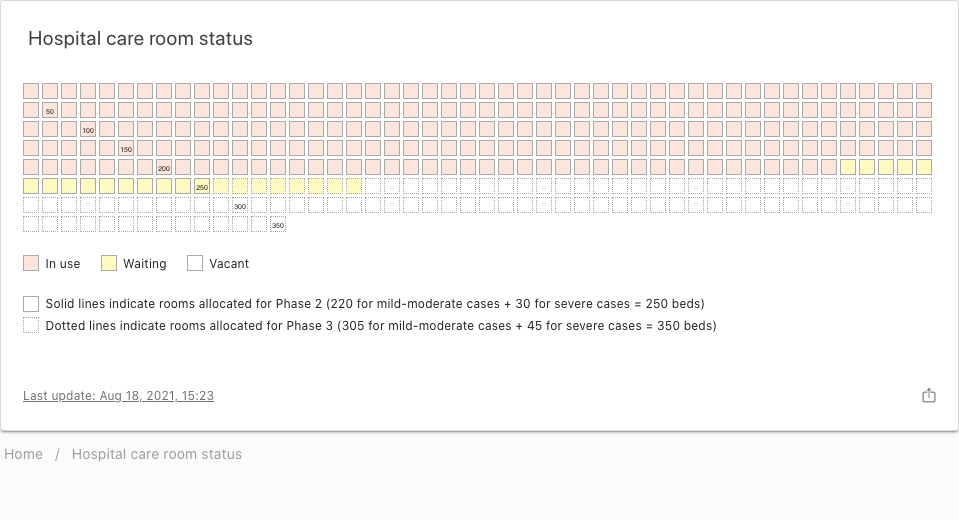 Hospital care room status
50
100
150
200
250
300
350
In use Waiting Vacant
Solid lines indicate rooms allocated for Phase 2 (220 for mild-moderate cases + 30 for severe cases = 250 beds)
Dotted lines indicate rooms allocated for Phase 3 (305 for mild-moderate cases + 45 for severe cases = 350 beds)
Last update: Aug 18, 2021, 15:23
Home / Hospital care room status